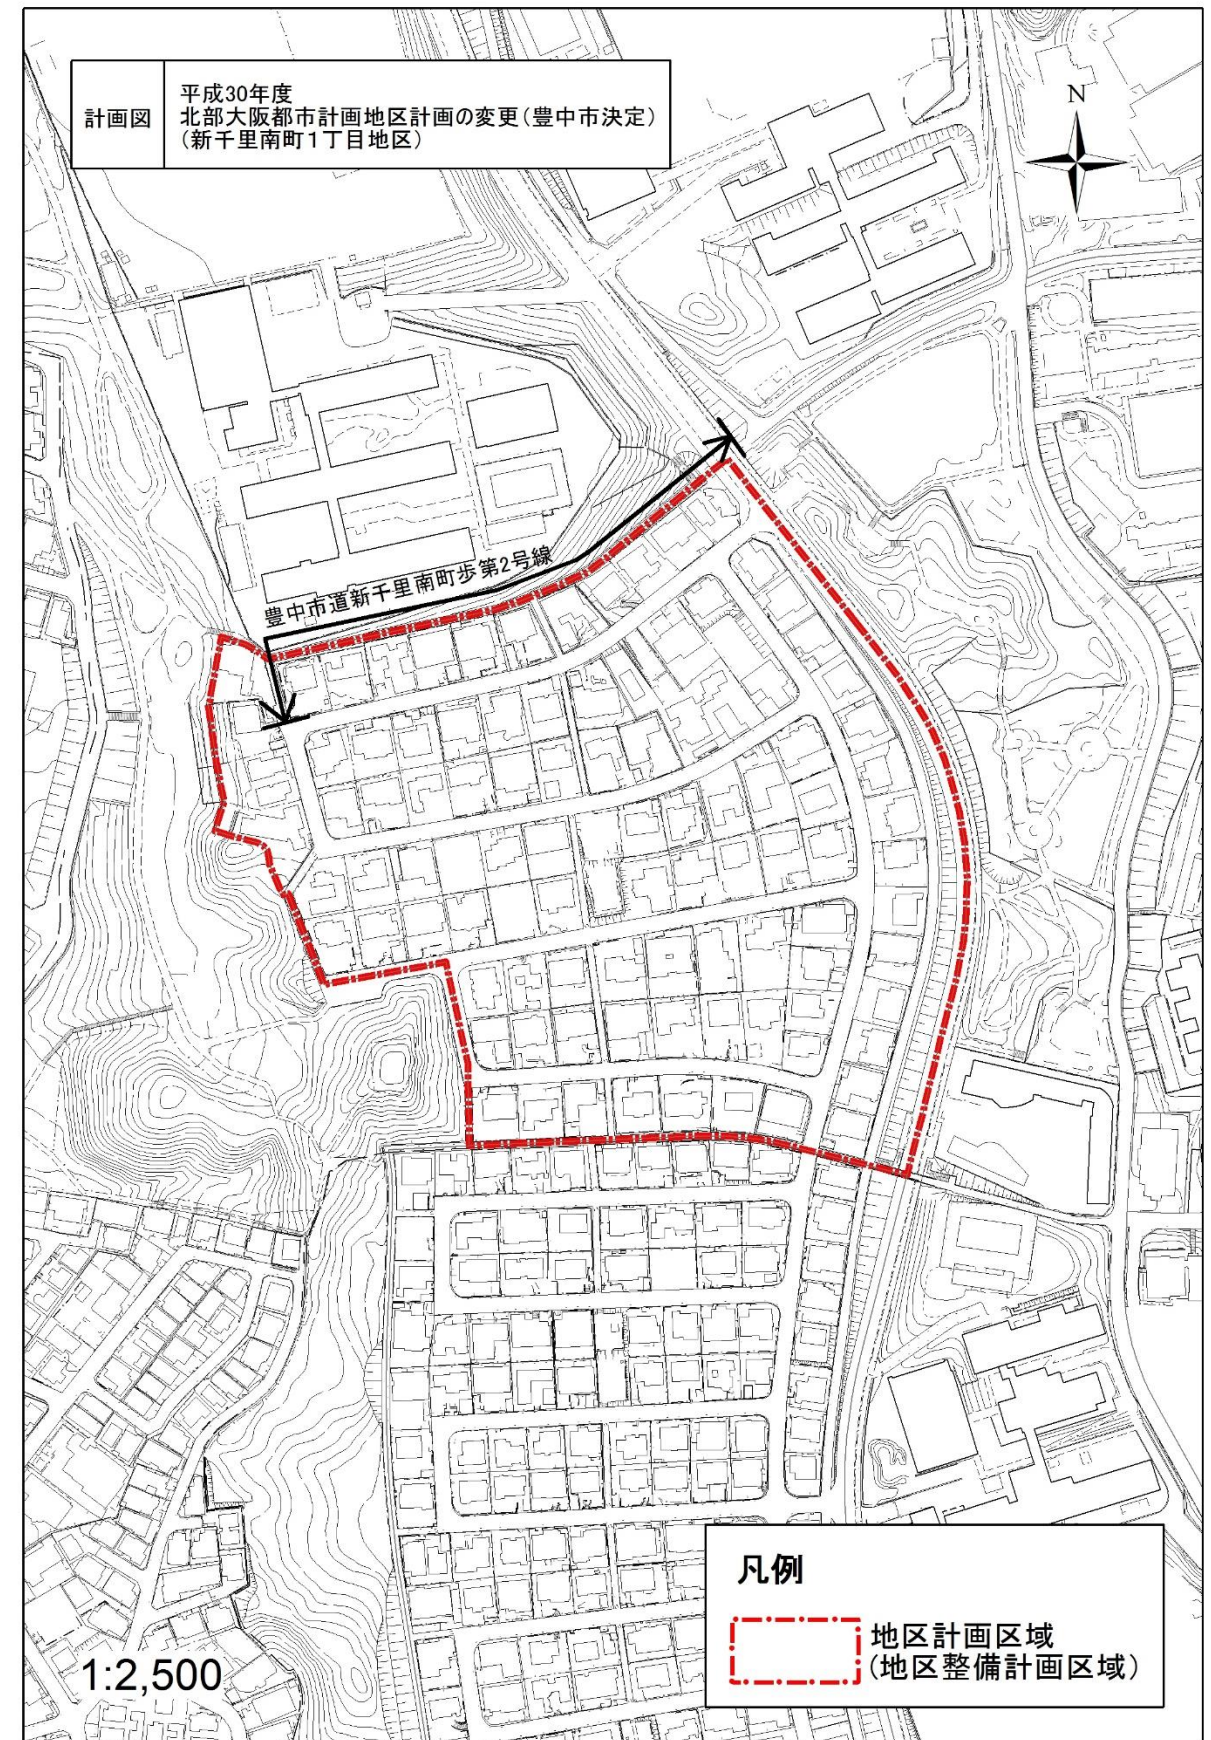 計画図
平成30年度
北部大阪都市計画地区計画の変更(豊中市決定)
(新千里南町1丁目地区)
N
豊中市道新千里南町歩第2号線
凡例
地区計画区域
(地区整備計画区域)
1:2,500